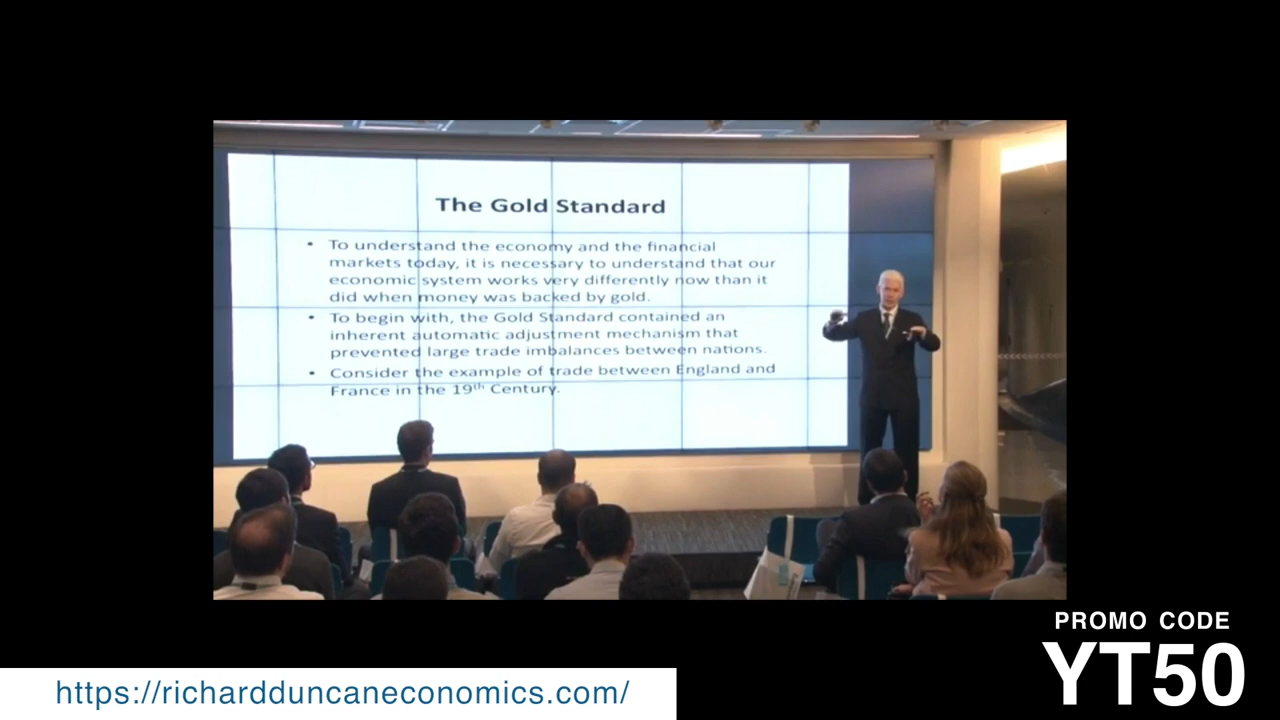 The Gold Standard
• To understand the economy and the financial
markets today, it is necessary to understand that our
economic system works very differently now than it
did when money was backed by gold.
• To begin with, the Gold Standard contained an
inherent automatic adjustment mechanism that
prevented large trade imbalances between nations.
• Consider the example of trade between England and
France in the 19th Century.
PROMO CODE
YT50
https://richardduncaneconomics.com/